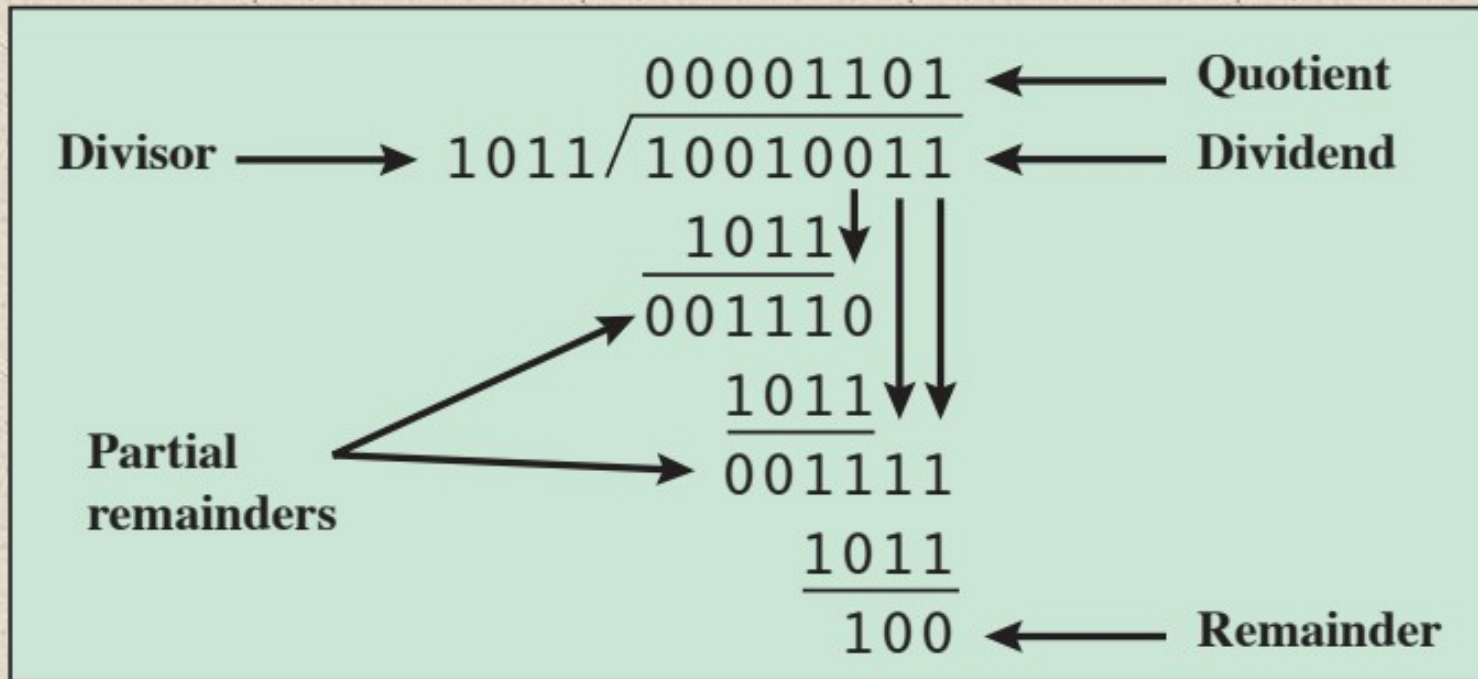 00001101 Quotient
Divisor 1011 10010011 Dividend
1011
001110
1011
Partial
001111
remainders
1011
100 Remainder